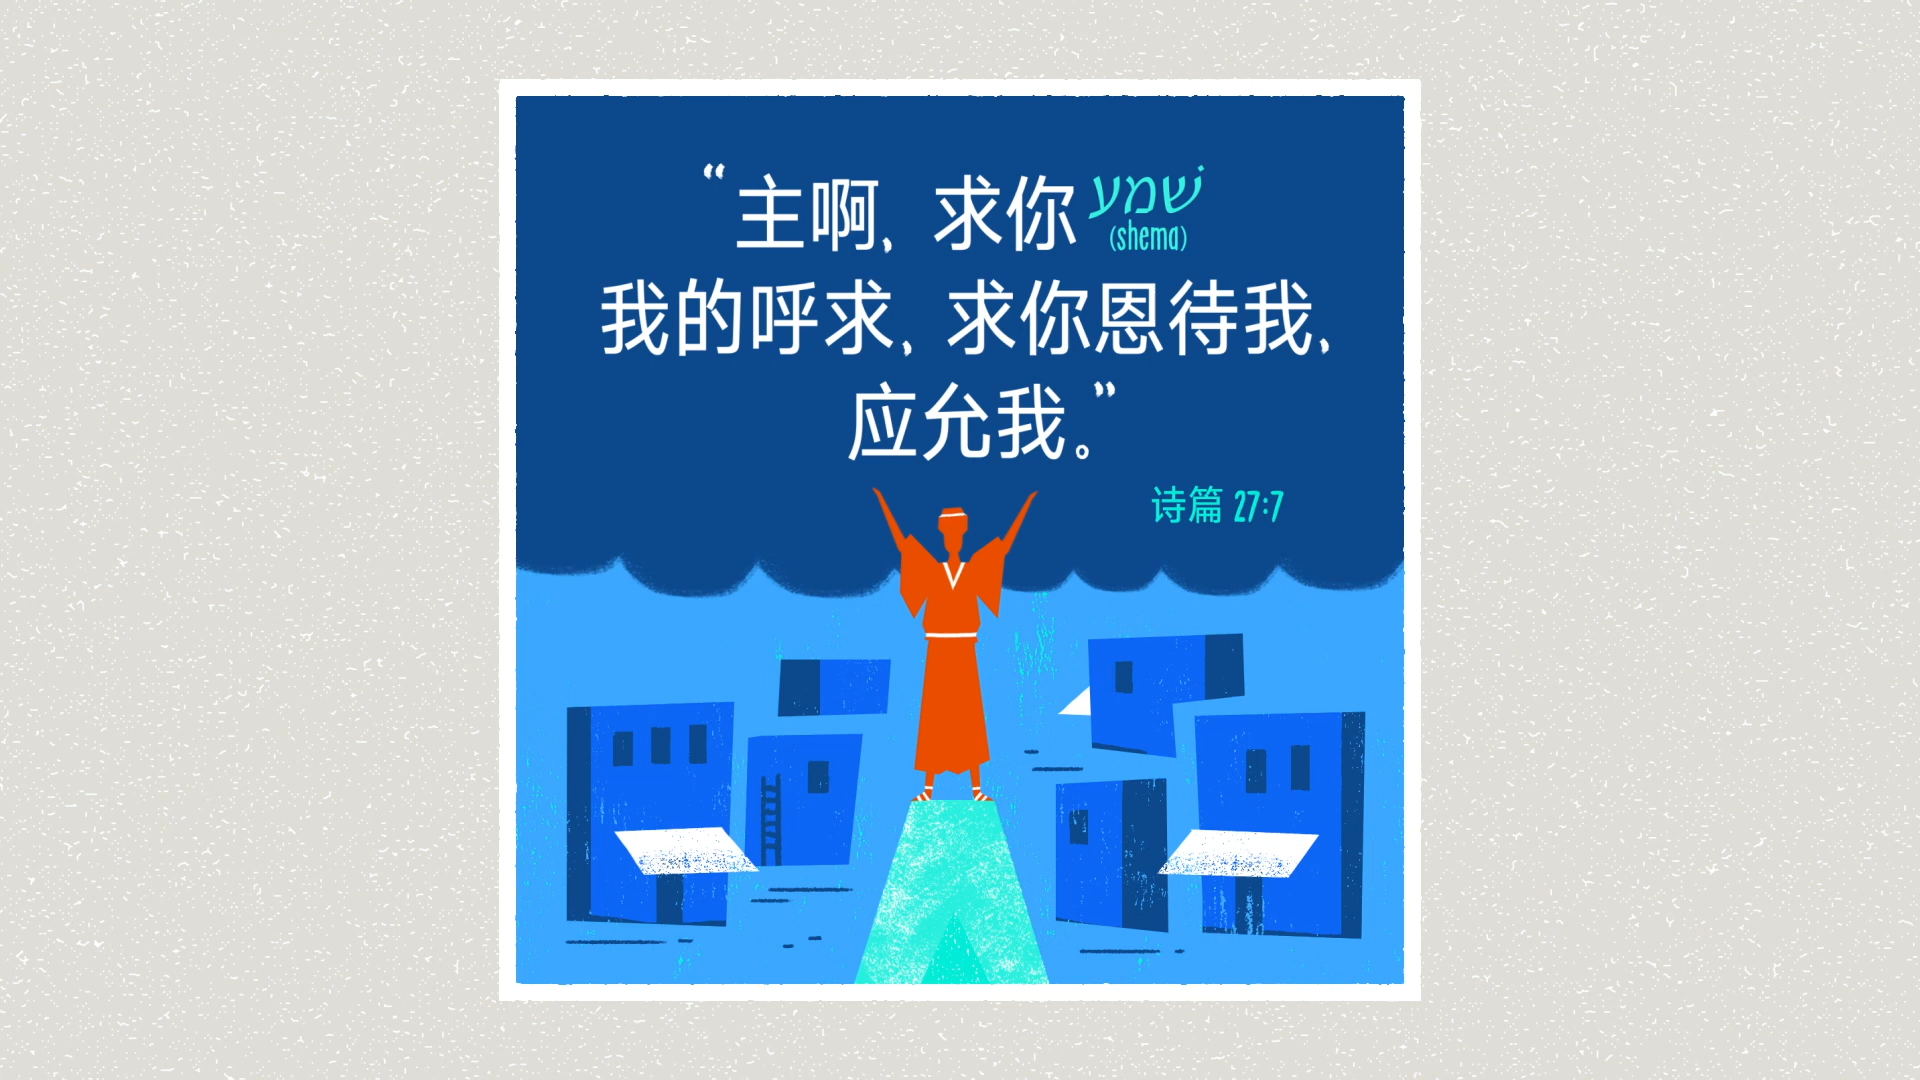 “主啊, 求你 שׁמע
(shema)
我的呼求, 求你恩待我,
应允我。”
诗篇 27:7